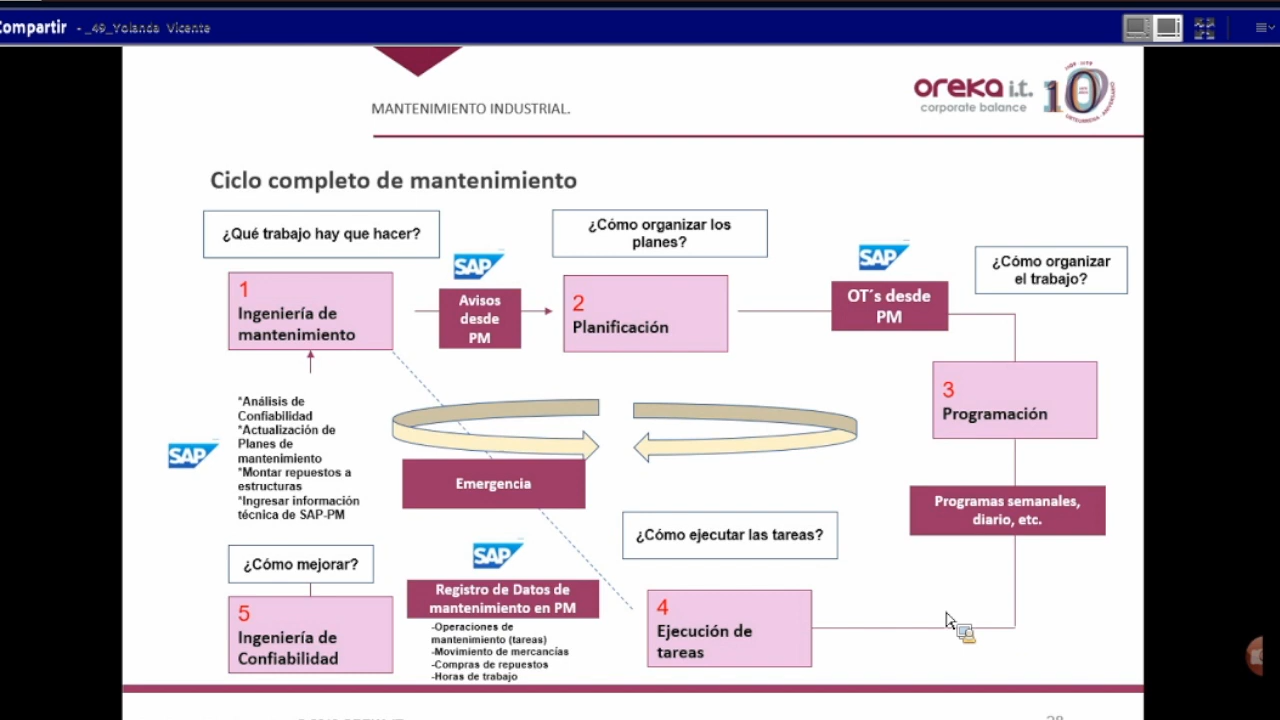 Compartir - _49_Yolanda Vicente
oreka i.t.
corporate balance
10
MANTENIMIENTO INDUSTRIAL.
Ciclo completo de mantenimiento
¿Qué trabajo hay que hacer?
¿Cómo organizar los
planes?
¿Cómo organizar
el trabajo?
SAP
SAP
1
Ingeniería de
mantenimiento
Avisos
desde
PM
2
Planificación
OT´s desde
PM
3
Programación
*Análisis de
Confiabilidad
*Actualización de
Planes de
mantenimiento
*Montar repuestos a
estructuras
*Ingresar información
técnica de SAP-PM
SAP
Emergencia
Programas semanales,
diario, etc.
¿Cómo ejecutar las tareas?
¿Cómo mejorar?
SAP
Registro de Datos de
mantenimiento en PM
-Operaciones de
mantenimiento (tareas)
-Movimiento de mercancías
-Compras de repuestos
-Horas de trabajo
4
Ejecución de
tareas
5
Ingeniería de
Confiabilidad